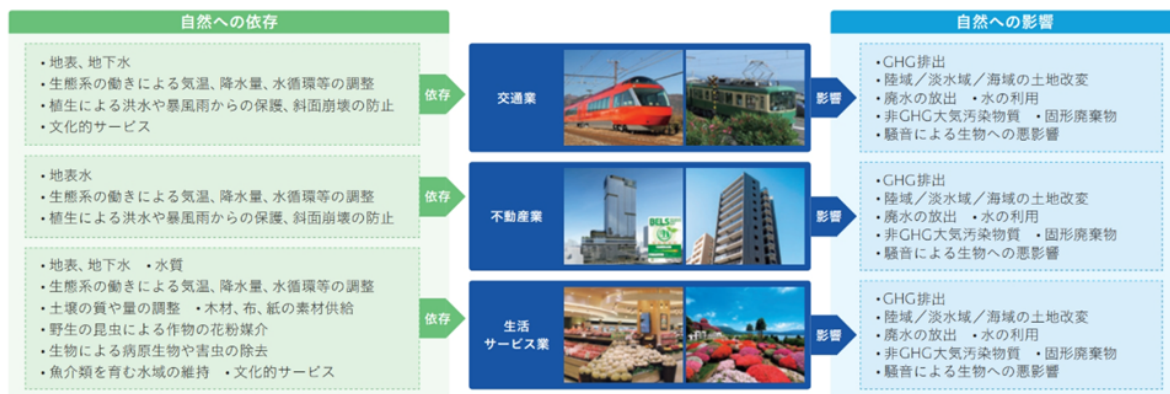 自然への依存
自然への影響
・地表、地下水
・生態系の働きによる気温、降水量、水循環等の調整
・植生による洪水や暴風雨からの保護、斜面崩壊の防止
・文化的サービス
依存
交通業
影響
・GHG排出
・陸域／淡水域／海域の土地改変
・廃水の放出 ・水の利用
・非GHG大気汚染物質 ・固形廃棄物
・騒音による生物への悪影響
・地表水
・生態系の働きによる気温、降水量、水循環等の調整
・植生による洪水や暴風雨からの保護、斜面崩壊の防止
依存
不動産業
BELS
影響
・GHG排出
・陸域／淡水域／海域の土地改変
・廃水の放出 ・水の利用
・非GHG大気汚染物質 ・固形廃棄物
・騒音による生物への悪影響
・地表、地下水 ・水質
・生態系の働きによる気温、降水量、水循環等の調整
・土壌の質や量の調整 ・木材、布、紙の素材供給
・野生の昆虫による作物の花粉媒介
・生物による病原生物や害虫の除去
・魚介類を育む水域の維持 ・文化的サービス
依存
生活
サービス業
影響
・GHG排出
・陸域／淡水域／海域の土地改変
・廃水の放出 ・水の利用
・非GHG大気汚染物質 ・固形廃棄物
・騒音による生物への悪影響